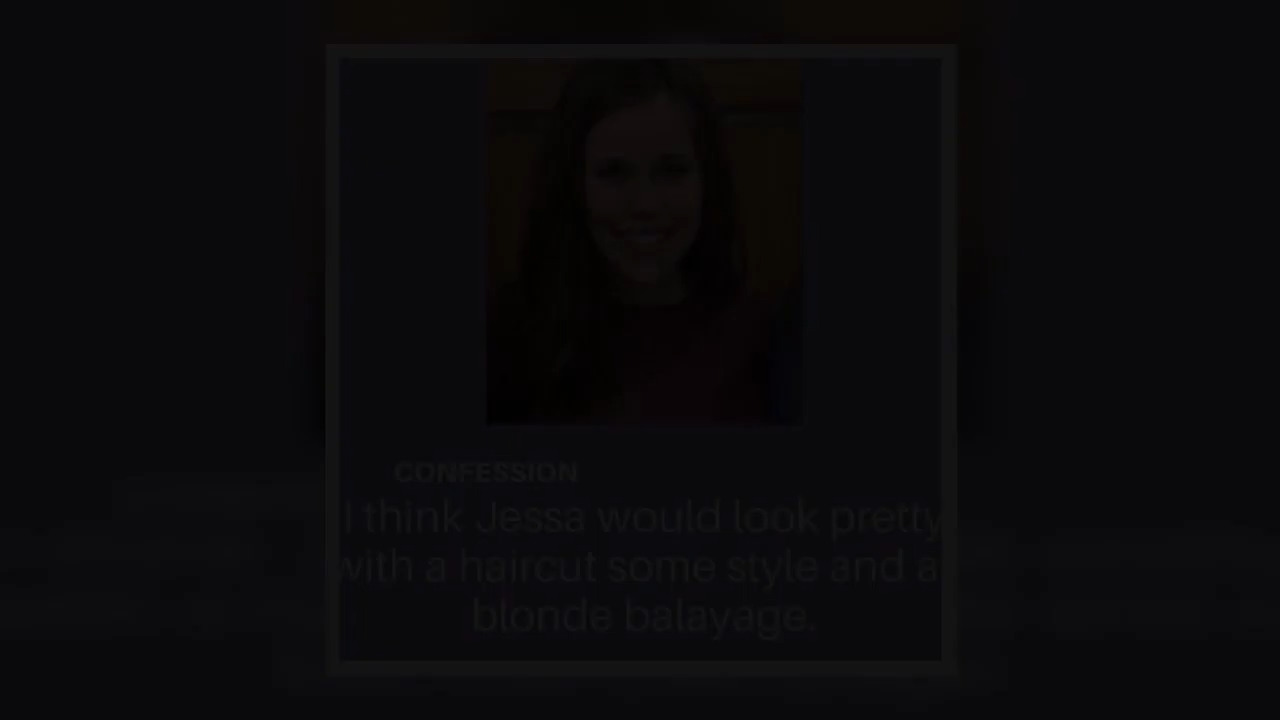 CONFESSION
I think Jessa would look pretty
with a haircut some style and a
blonde balayage.